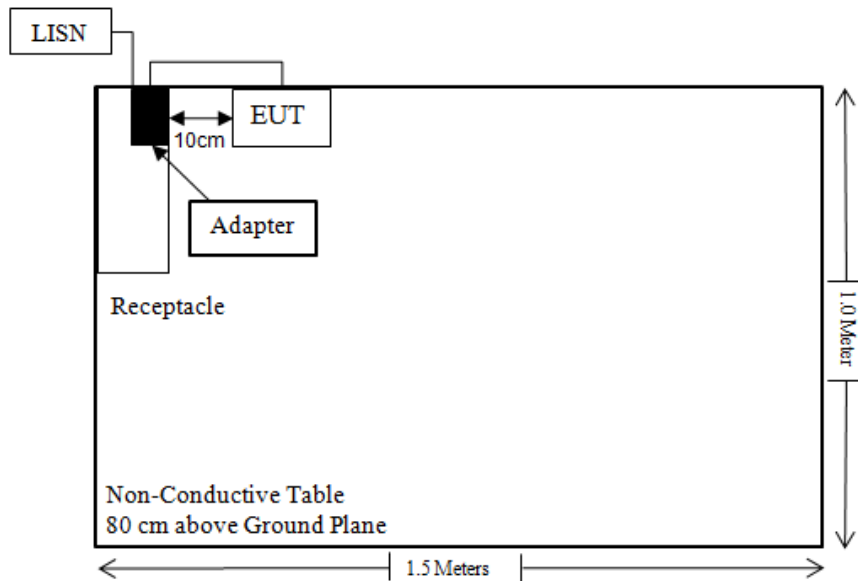 LISN
EUT
10cm
Adapter
Receptacle
1.0 Meter
Non-Conductive Table
80 cm above Ground Plane
1.5 Meters